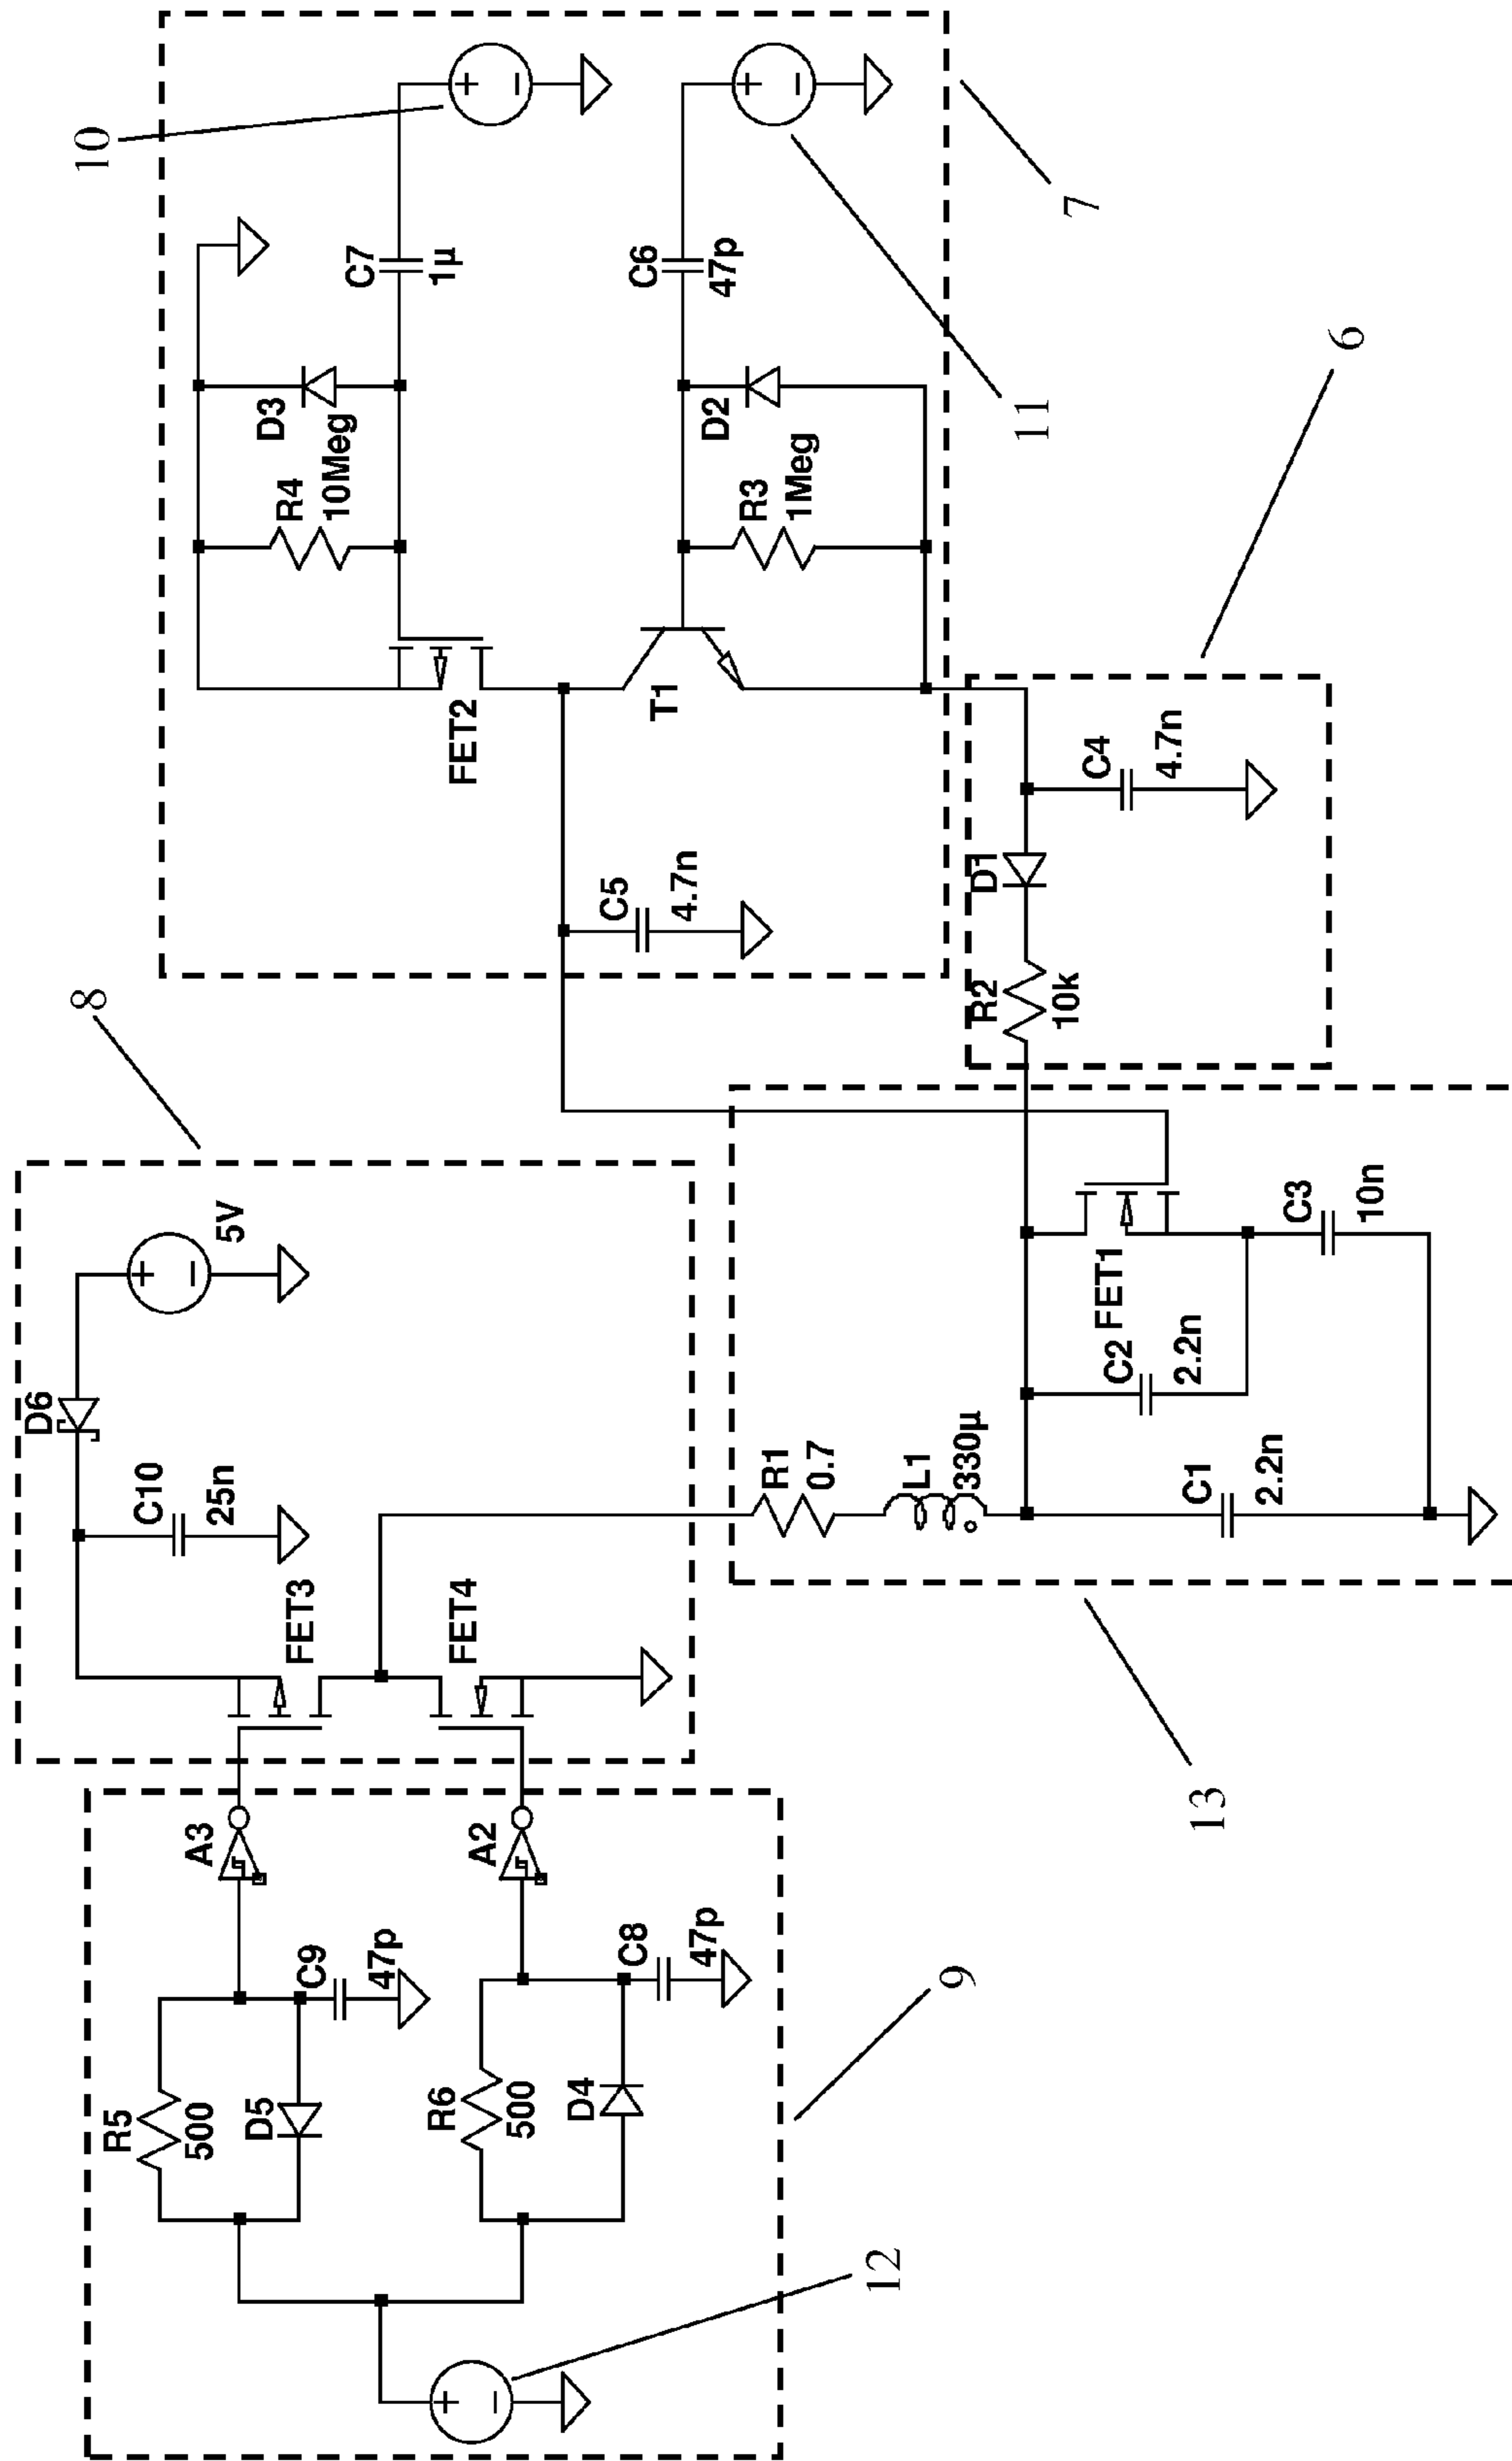 10
C7
1µ
D3
R4
10Meg
FET2
C6
47p
D2
R3
1Meg
T1
11
7
6
C5
4.7n
C4
4.7n
D1
R2
10k
8
5V
D6
C10
25n
FET3
FET4
R1
0.7
L1
330µ
C1
2.2n
C2
2.2n
FET1
C3
10n
13
A3
A2
C9
47p
C8
47p
R5
500
D5
R6
500
D4
9
12